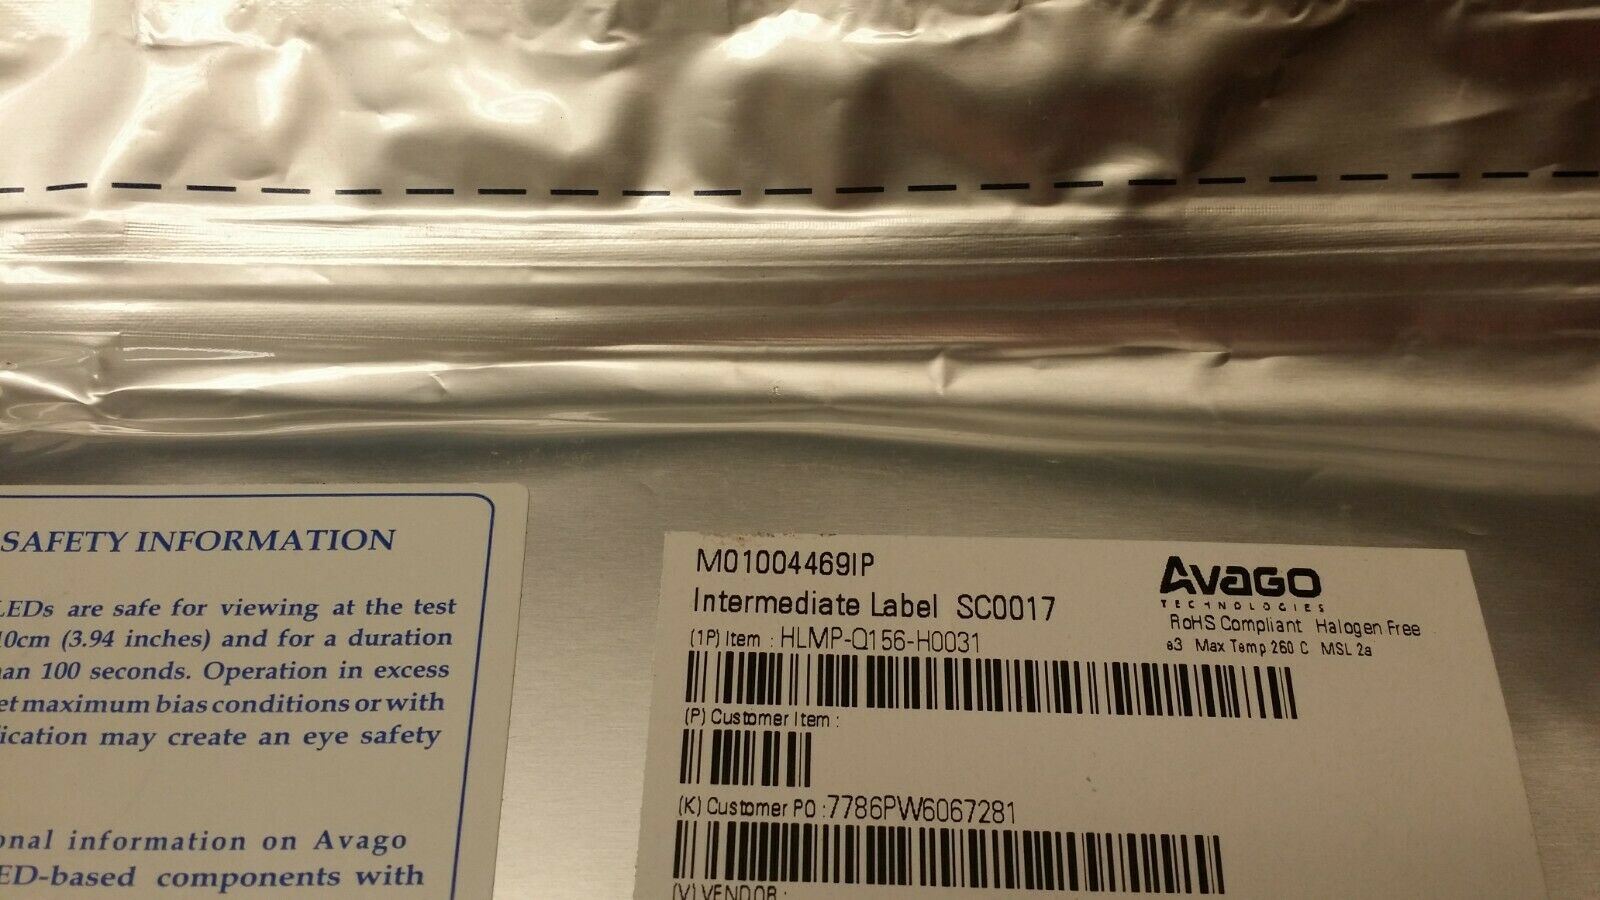 SAFETY INFORMATION
LEDs are safe for viewing at the test
10cm (3.94 inches) and for a duration
an 100 seconds. Operation in excess
et maximum bias conditions or with
ication may create an eye safety
onal information on Avago
ED-based components with
M01004469IP
Intermediate Label SC0017
(1P) Item : HLMP-Q156-H0031
AVAGO
TECHNOLOGIES
RoHS Compliant Halogen Free
e3 Max Temp 260 C MSL 2a
(P) Customer Item :
(K) Customer PO :7786PW6067281
(V) VENDOR :